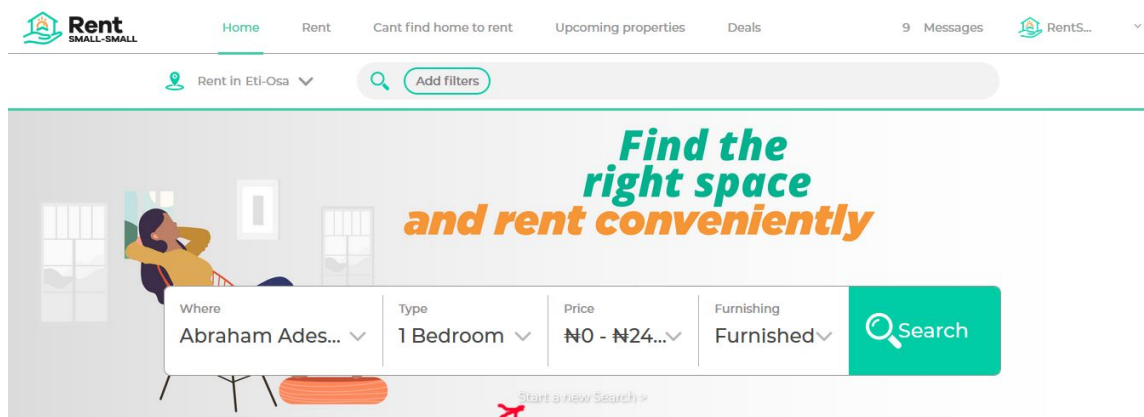 Rent
SMALL-SMALL
Home Rent Cant find home to rent Upcoming properties Deals 9 Messages RentS...
Rent in Eti-Osa Add filters
Find the
right space
and rent conveniently
Where Type Price Furnishing
Abraham Ades... 1 Bedroom ₦0 - ₦24... Furnished Search
Start a new Search >